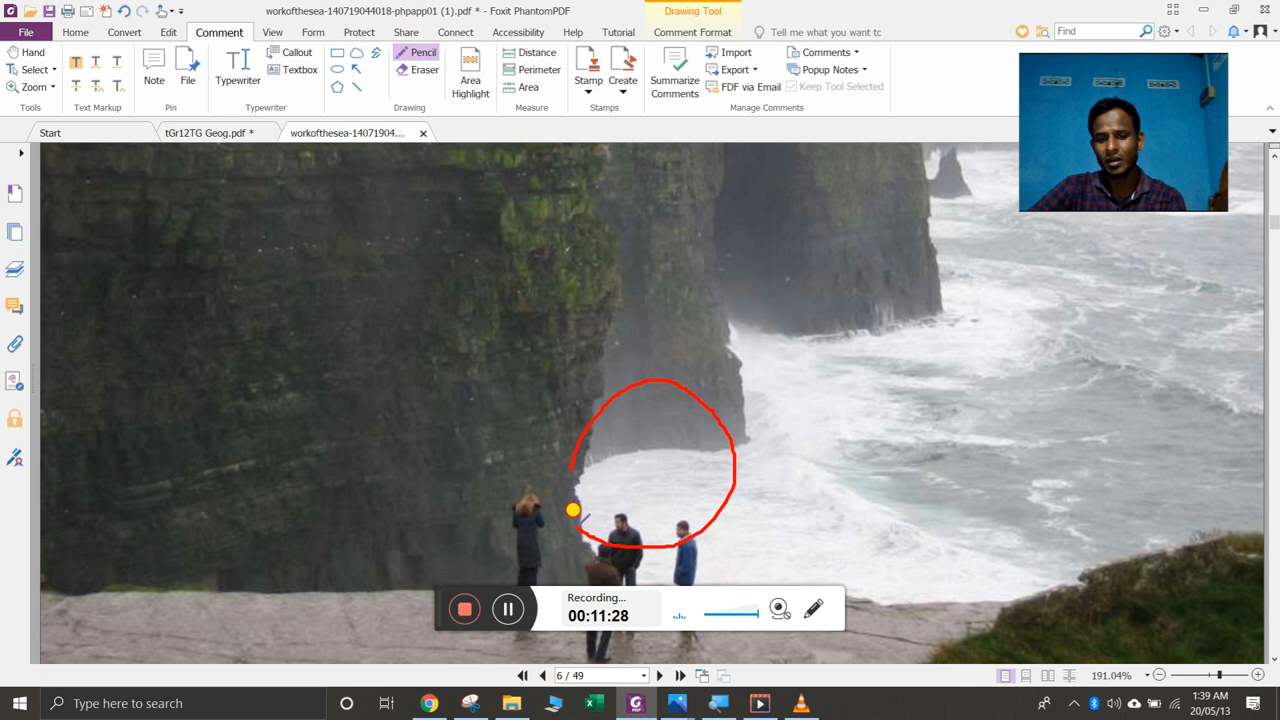 workofthesea-140719044018-phpapp01 (1).pdf * - Foxit PhantomPDF
Drawing Tool
File
Home
Convert
Edit
Comment
View
Form
Protect
Share
Connect
Accessibility
Help
Tutorial
Comment Format
Tell me what you want tc
Find
Hand
Select
Zoom
Tools
Text Markup
Note
File
Pin
Typewriter
Callout
Textbox
Typewriter
Pencil
Eraser
Drawing
Area
Highlight
Distance
Perimeter
Area
Measure
Stamp
Create
Stamps
Summarize
Comments
Import
Export
FDF via Email
Comments
Popup Notes
Keep Tool Selected
Manage Comments
Start
tGr12TG Geog.pdf *
workofthesea-14071904...
Recording...
00:11:28
6 / 49
191.04%
Type here to search
1:39 AM
20/05/13